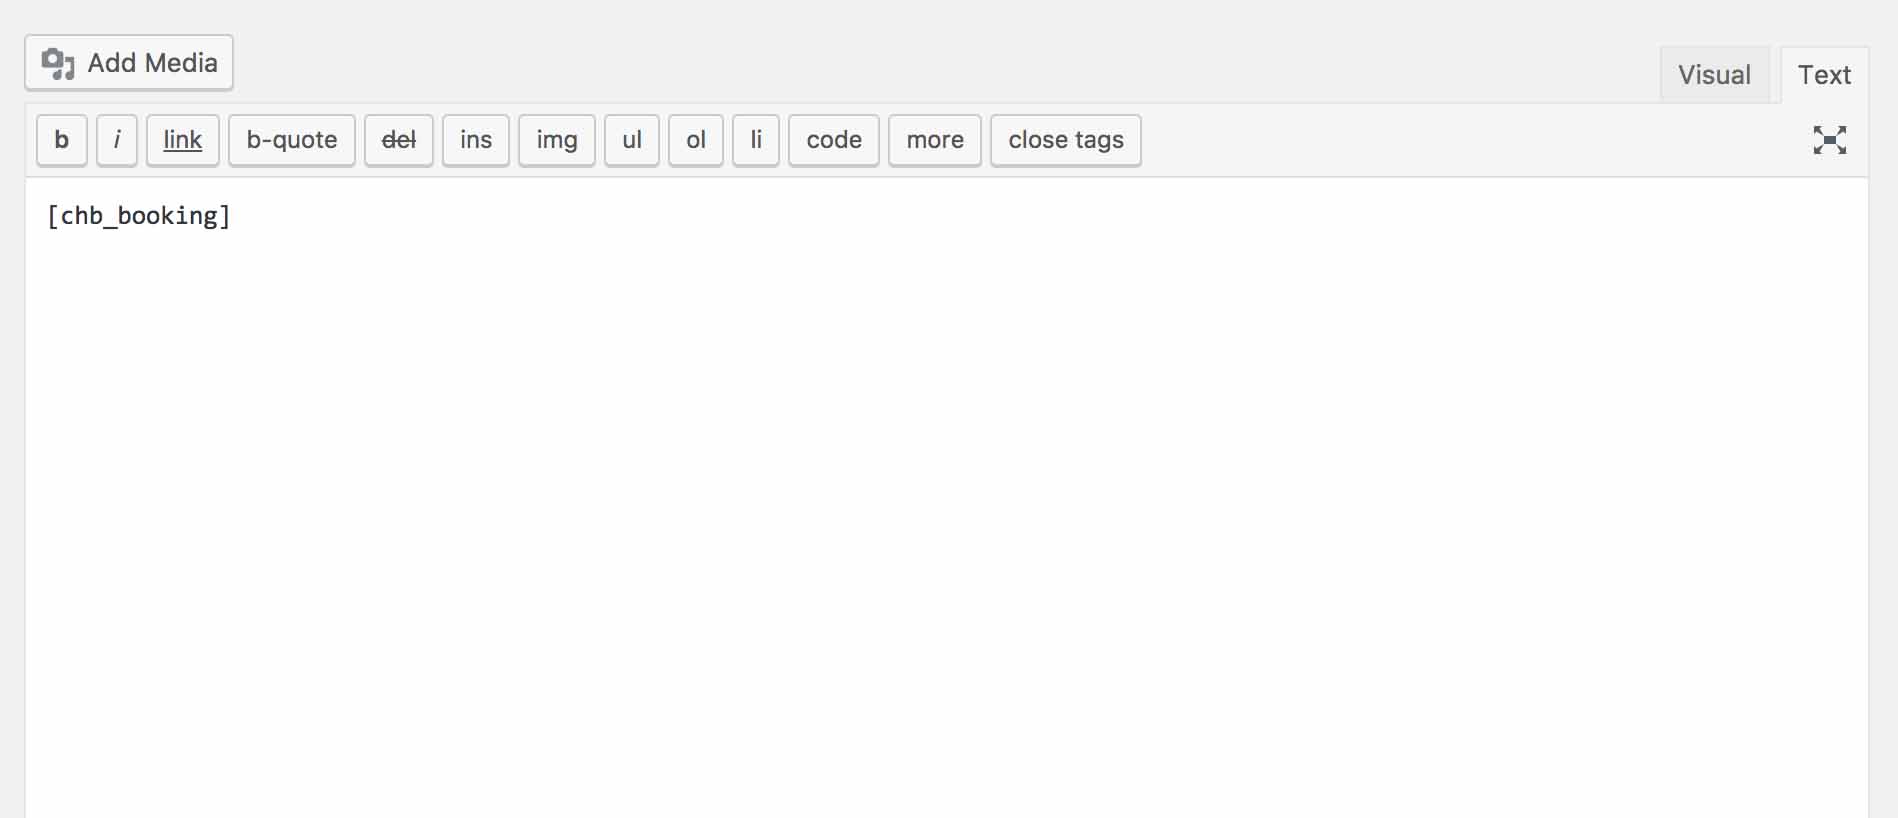 Add Media
Visual Text
b i link b-quote del ins img ul ol li code more close tags
[chb_booking]